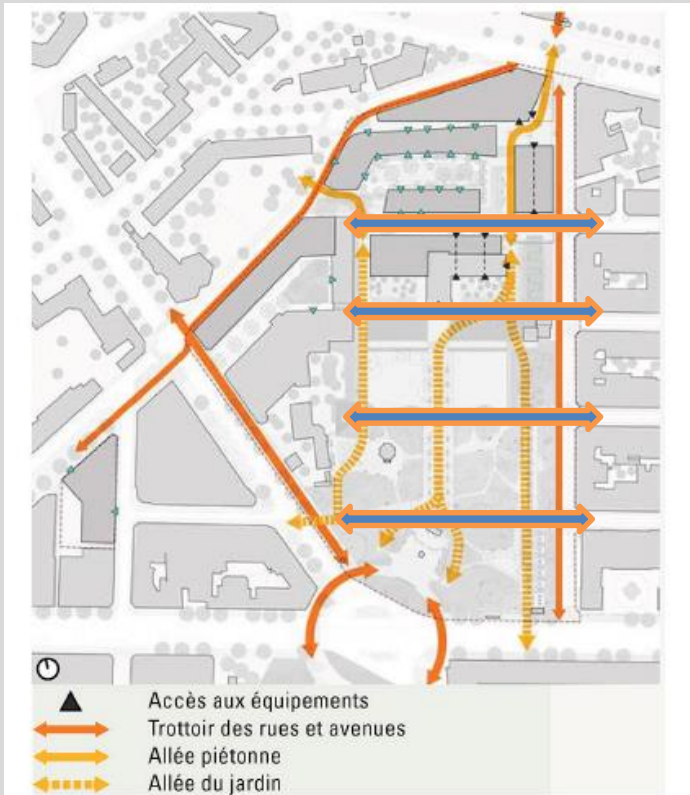 Accès aux équipements
Trottoir des rues et avenues
Allée piétonne
Allée du jardin